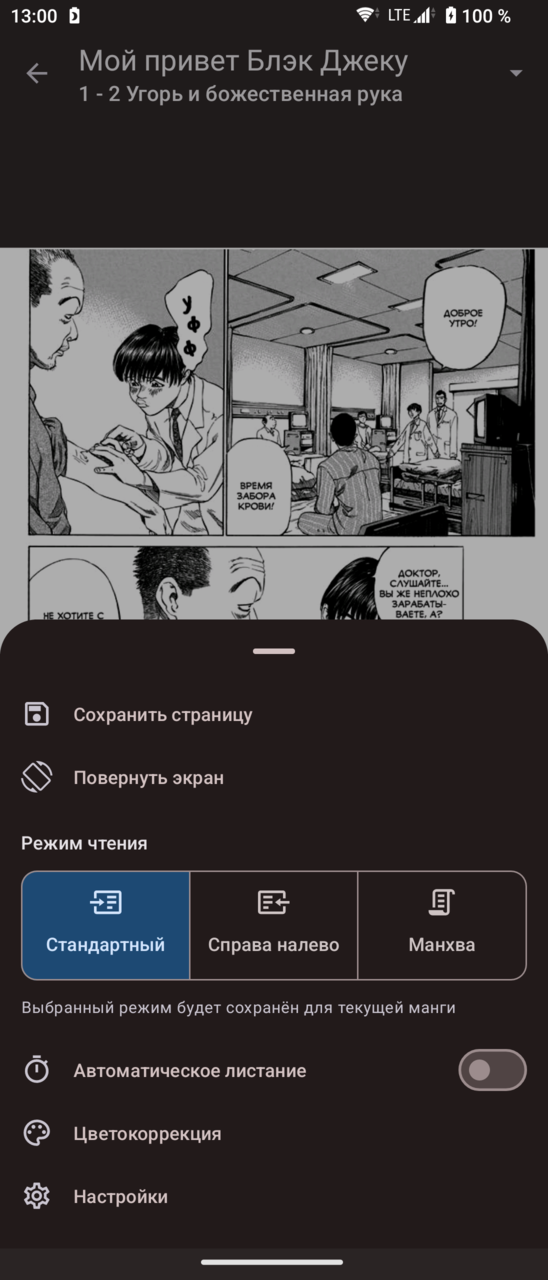 13:00
LTE
100 %
Мой привет Блэк Джеку
1 - 2 Угорь и божественная рука
УФФ
ДОБРОЕ
УТРО!
ВРЕМЯ
ЗАБОРА
КРОВИ!
ДОКТОР,
СЛУШАЙТЕ...
ВЫ ЖЕ НЕПЛОХО
ЗАРАБАТЫ-
ВАЕТЕ, А?
НЕ ХОТИТЕ С
Сохранить страницу
Повернуть экран
Режим чтения
Стандартный
Справа налево
Манхва
Выбранный режим будет сохранён для текущей манги
Автоматическое листание
Цветокоррекция
Настройки